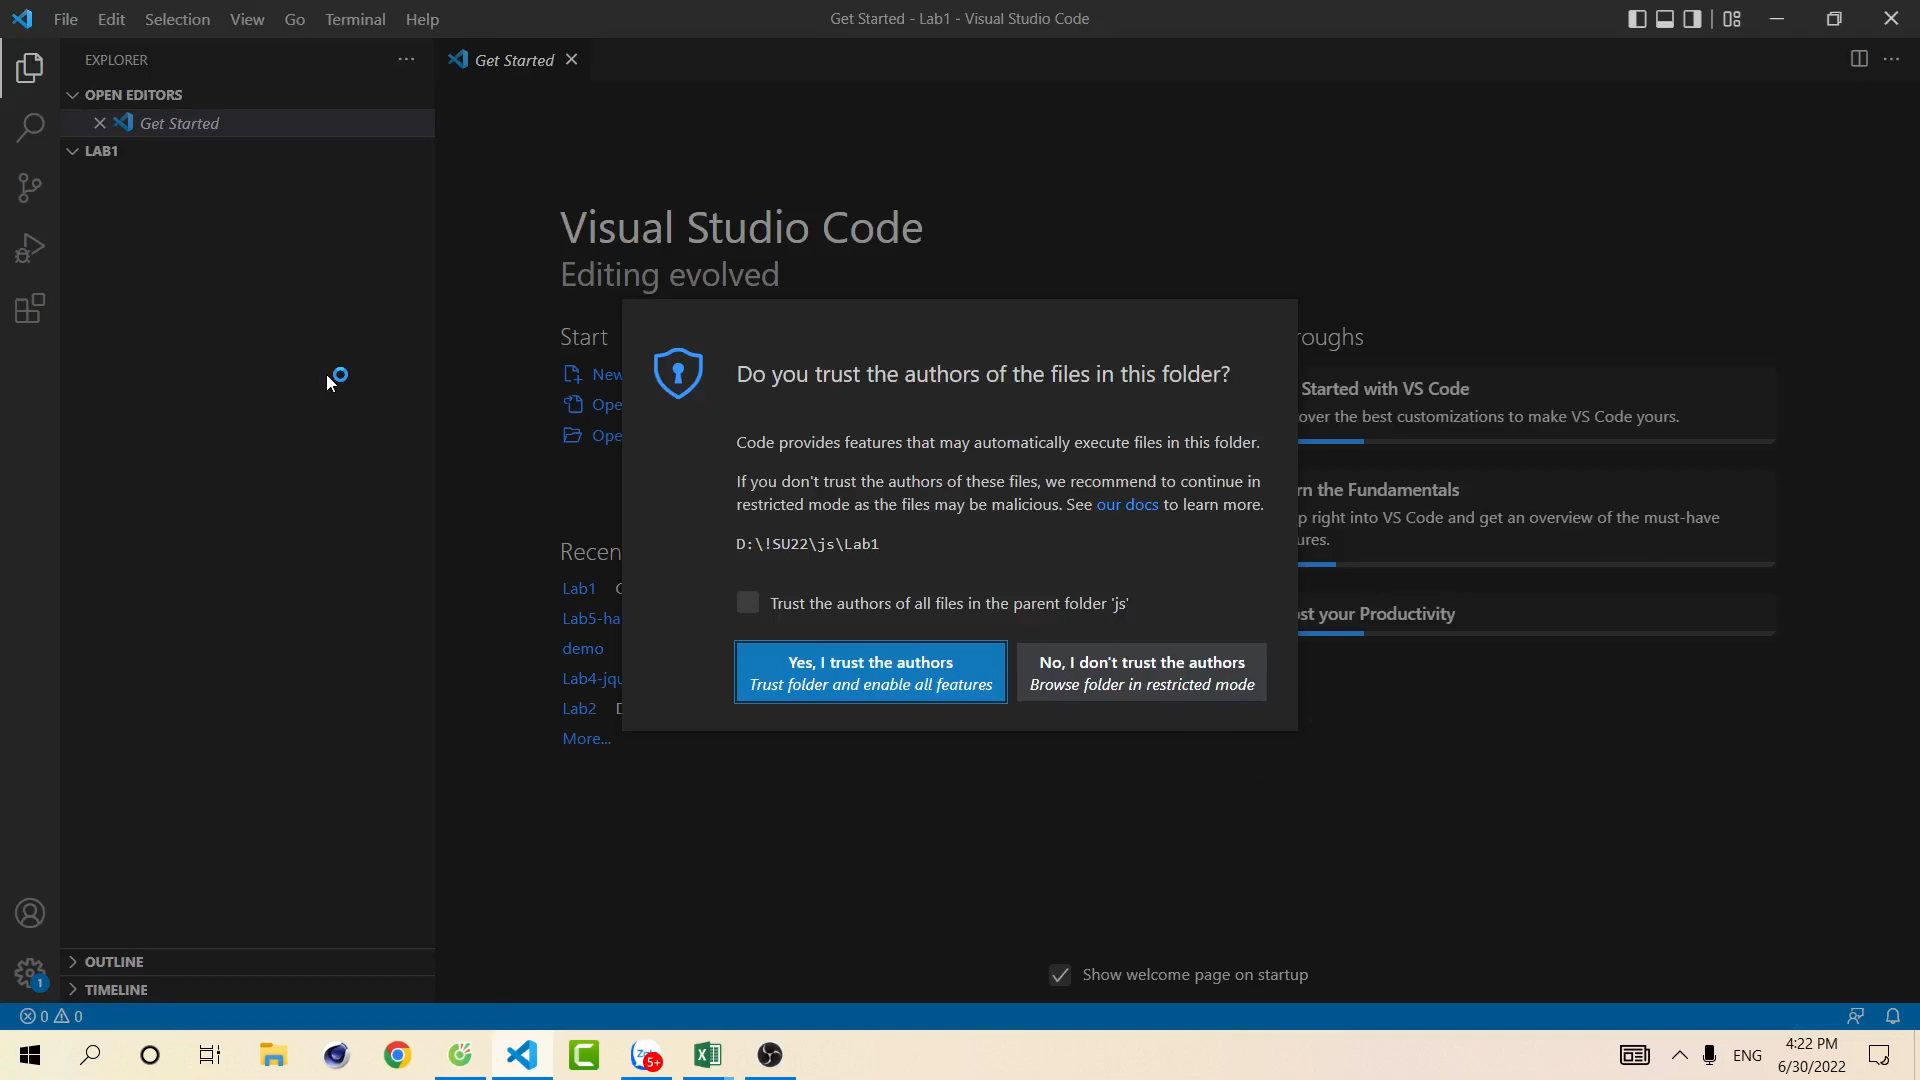 File Edit Selection View Go Terminal Help
Get Started - Lab1 - Visual Studio Code
EXPLORER
Get Started
OPEN EDITORS
Get Started
LAB1
Visual Studio Code
Editing evolved
Start
New
Ope
Ope
Recen
Lab1
Lab5-ha
demo
Lab4-jqu
Lab2 D
More...
Do you trust the authors of the files in this folder?
Code provides features that may automatically execute files in this folder.
If you don't trust the authors of these files, we recommend to continue in
restricted mode as the files may be malicious. See our docs to learn more.
D:\!SU22\js\Lab1
Trust the authors of all files in the parent folder 'js'
Yes, I trust the authors
Trust folder and enable all features
No, I don't trust the authors
Browse folder in restricted mode
roughs
Started with VS Code
over the best customizations to make VS Code yours.
rn the Fundamentals
p right into VS Code and get an overview of the must-have
ures.
st your Productivity
Show welcome page on startup
OUTLINE
TIMELINE
1
0 0
5+
ENG
4:22 PM
6/30/2022